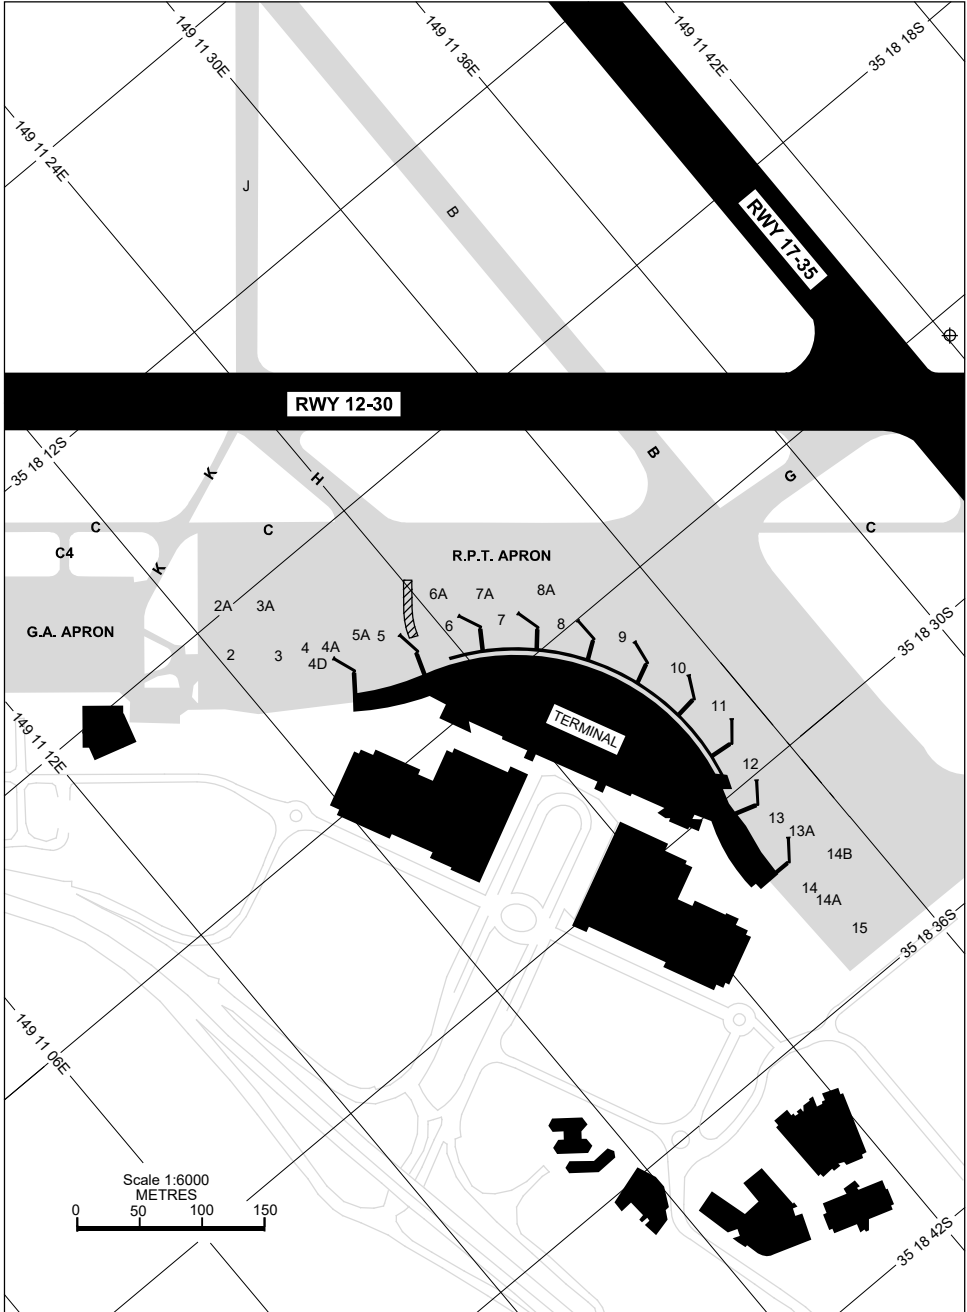 149 11 30E
149 11 36E
149 11 42E
35 18 18S
149 11 24E
J
B
RWY 17-35
RWY 12-30
35 18 12S
K
H
B
G
C
C
C
C4
K
R.P.T. APRON
6A
7A
8A
2A
3A
G.A. APRON
5A
5
6
7
8
9
35 18 30S
2
3
4
4A
4D
10
11
149 11 12E
TERMINAL
12
13
13A
14B
14
14A
15
35 18 36S
149 11 06E
Scale 1:6000
METRES
0 50 100 150
35 18 42S